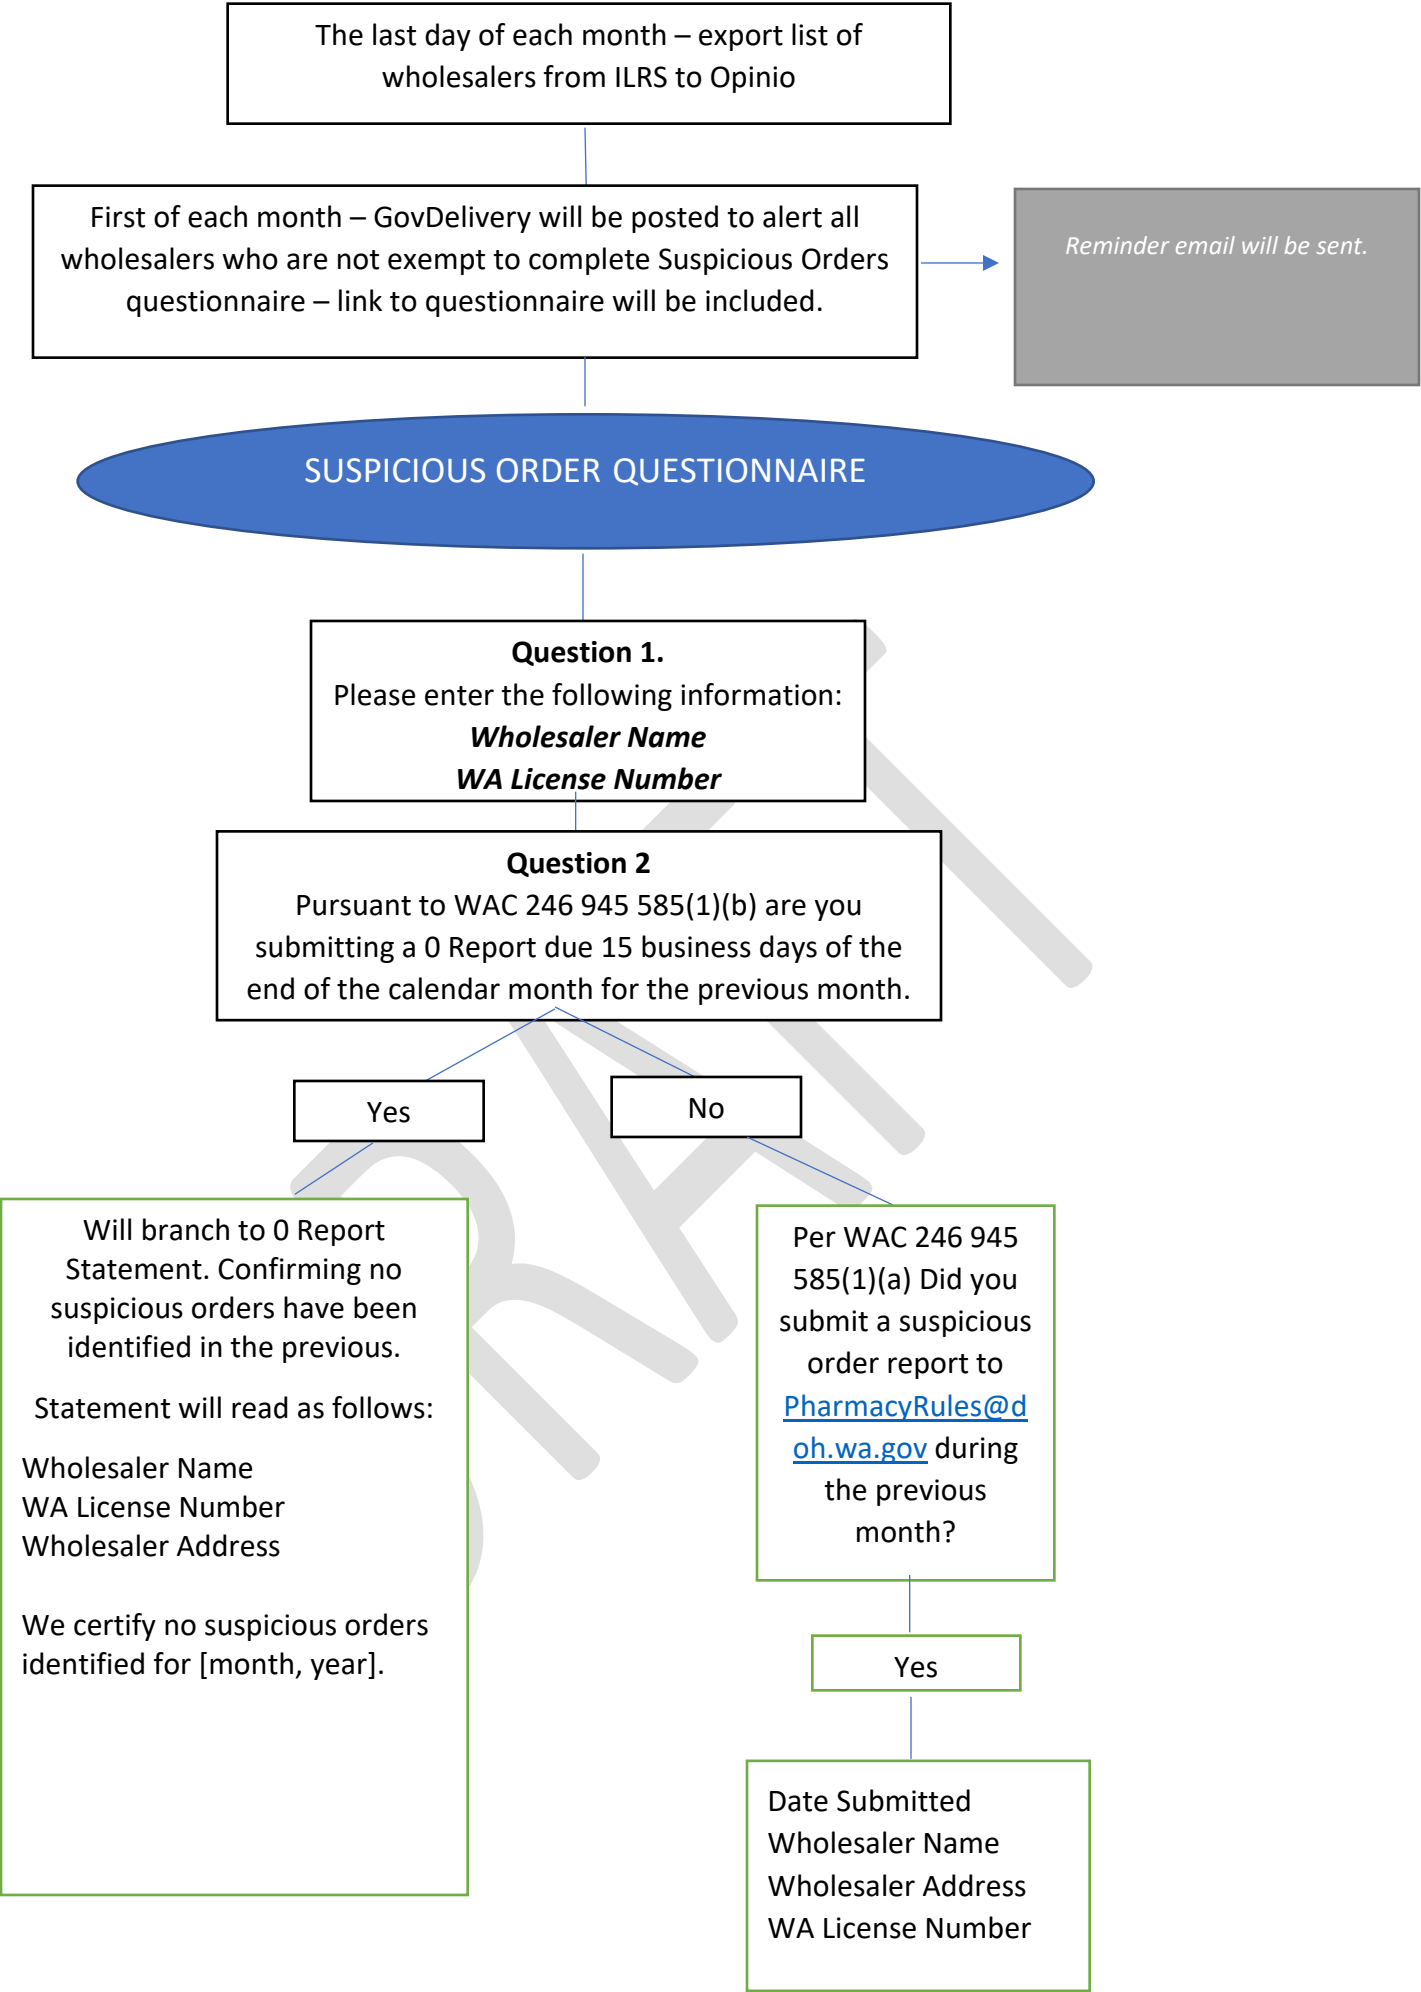 The last day of each month – export list of
wholesalers from ILRS to Opinio
First of each month – GovDelivery will be posted to alert all
wholesalers who are not exempt to complete Suspicious Orders
questionnaire – link to questionnaire will be included.
Reminder email will be sent.
SUSPICIOUS ORDER QUESTIONNAIRE
Question 1.
Please enter the following information:
Wholesaler Name
WA License Number
Question 2
Pursuant to WAC 246 945 585(1)(b) are you
submitting a 0 Report due 15 business days of the
end of the calendar month for the previous month.
Yes
No
Will branch to 0 Report
Statement. Confirming no
suspicious orders have been
identified in the previous.
Statement will read as follows:
Wholesaler Name
WA License Number
Wholesaler Address
We certify no suspicious orders
identified for [month, year].
Per WAC 246 945
585(1)(a) Did you
submit a suspicious
order report to
PharmacyRules@d
oh.wa.gov during
the previous
month?
Yes
Date Submitted
Wholesaler Name
Wholesaler Address
WA License Number
DRAFT